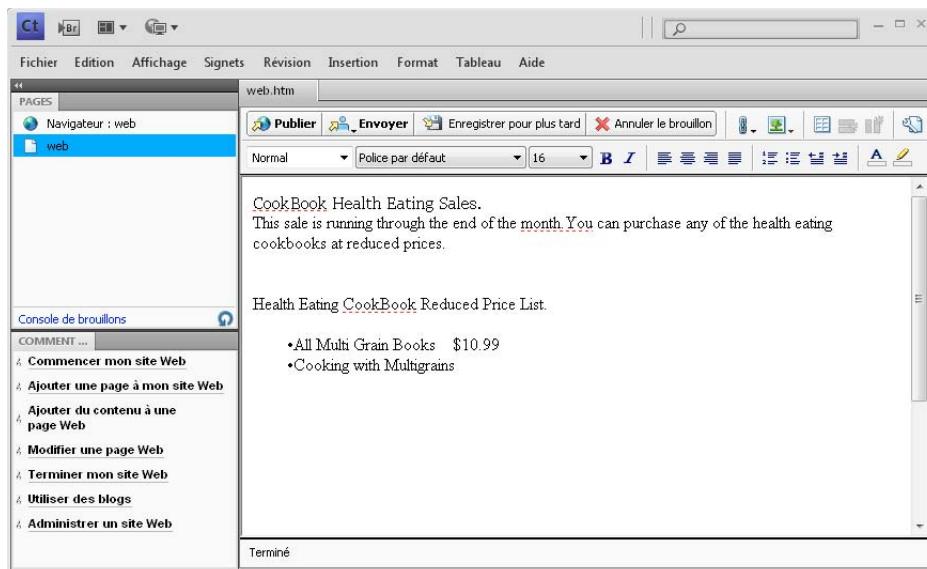 Ct Br
Fichier Edition Affichage Signets Révision Insertion Format Tableau Aide
PAGES
web.htm
Navigateur : web
web
Publier Envoyer Enregistrer pour plus tard Annuler le brouillon
Normal Police par défaut 16 B I A
CookBook Health Eating Sales.
This sale is running through the end of the month.You can purchase any of the health eating
cookbooks at reduced prices.
Health Eating CookBook Reduced Price List.
•All Multi Grain Books $10.99
•Cooking with Multigrains
Console de brouillons
COMMENT ...
Commencer mon site Web
Ajouter une page à mon site Web
Ajouter du contenu à une
page Web
Modifier une page Web
Terminer mon site Web
Utiliser des blogs
Administrer un site Web
Terminé